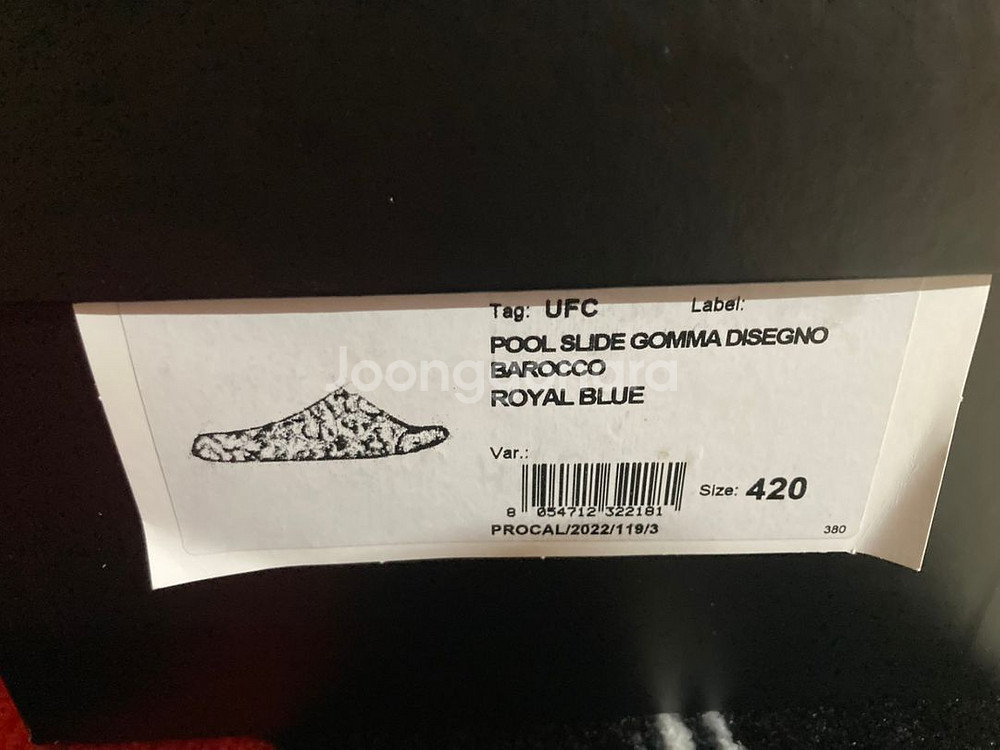 Tag: UFC Label:
POOL SLIDE GOMMA DISEGNO
BAROCCO
ROYAL BLUE
Var.:
Size: 420
8 054712 322181
PROCAL/2022/119/3
380
Joonggonara